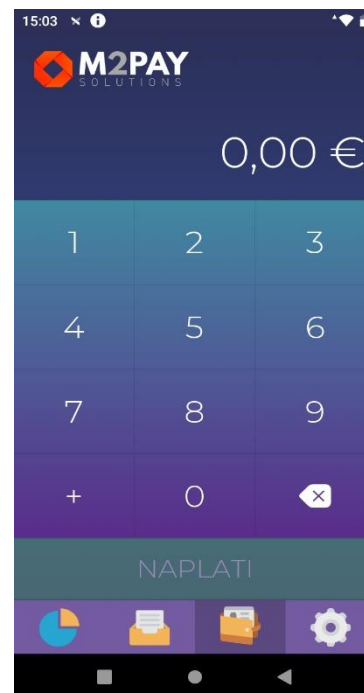 15:03
M2PAY
SOLUTIONS
0,00 €
1 2 3
4 5 6
7 8 9
+ 0
NAPLATI